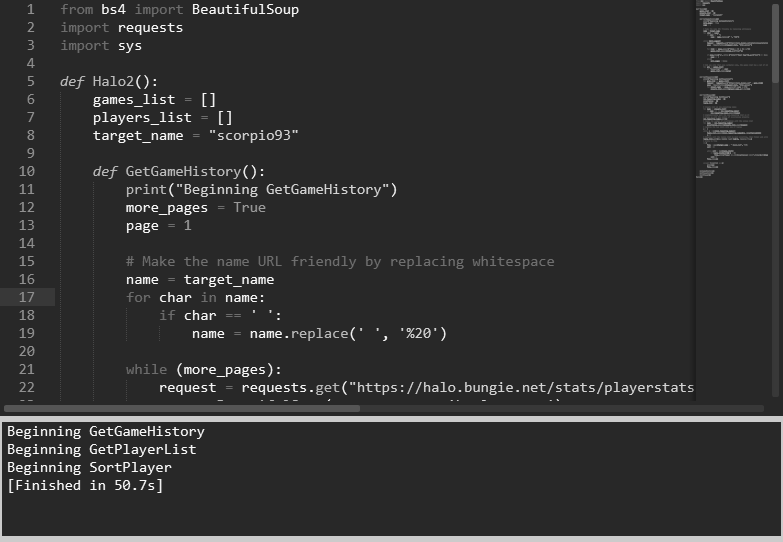 1 from bs4 import BeautifulSoup
2 import requests
3 import sys
4
5 def Halo2():
6 games_list = []
7 players_list = []
8 target_name = "scorpio93"
9
10 def GetGameHistory():
11 print("Beginning GetGameHistory")
12 more_pages = True
13 page = 1
14
15 # Make the name URL friendly by replacing whitespace
16 name = target_name
17 for char in name:
18 if char == ' ':
19 name = name.replace(' ', '%20')
20
21 while (more_pages):
22 request = requests.get("https://halo.bungie.net/stats/playerstats
Beginning GetGameHistory
Beginning GetPlayerList
Beginning SortPlayer
[Finished in 50.7s]